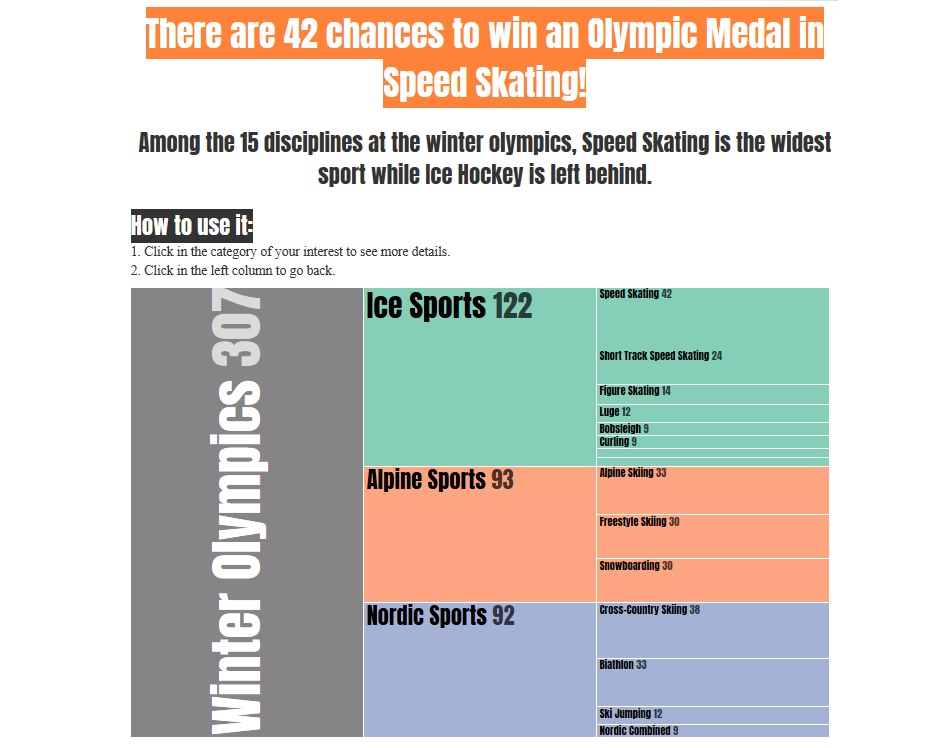 There are 42 chances to win an Olympic Medal in
Speed Skating!
Among the 15 disciplines at the winter olympics, Speed Skating is the widest
sport while Ice Hockey is left behind.
How to use it:
1. Click in the category of your interest to see more details.
2. Click in the left column to go back.
Winter Olympics 307
Ice Sports 122
Speed Skating 42
Short Track Speed Skating 24
Figure Skating 14
Luge 12
Bobsleigh 9
Curling 9
Alpine Sports 93
Alpine Skiing 33
Freestyle Skiing 30
Snowboarding 30
Nordic Sports 92
Cross-Country Skiing 38
Biathlon 33
Ski Jumping 12
Nordic Combined 9